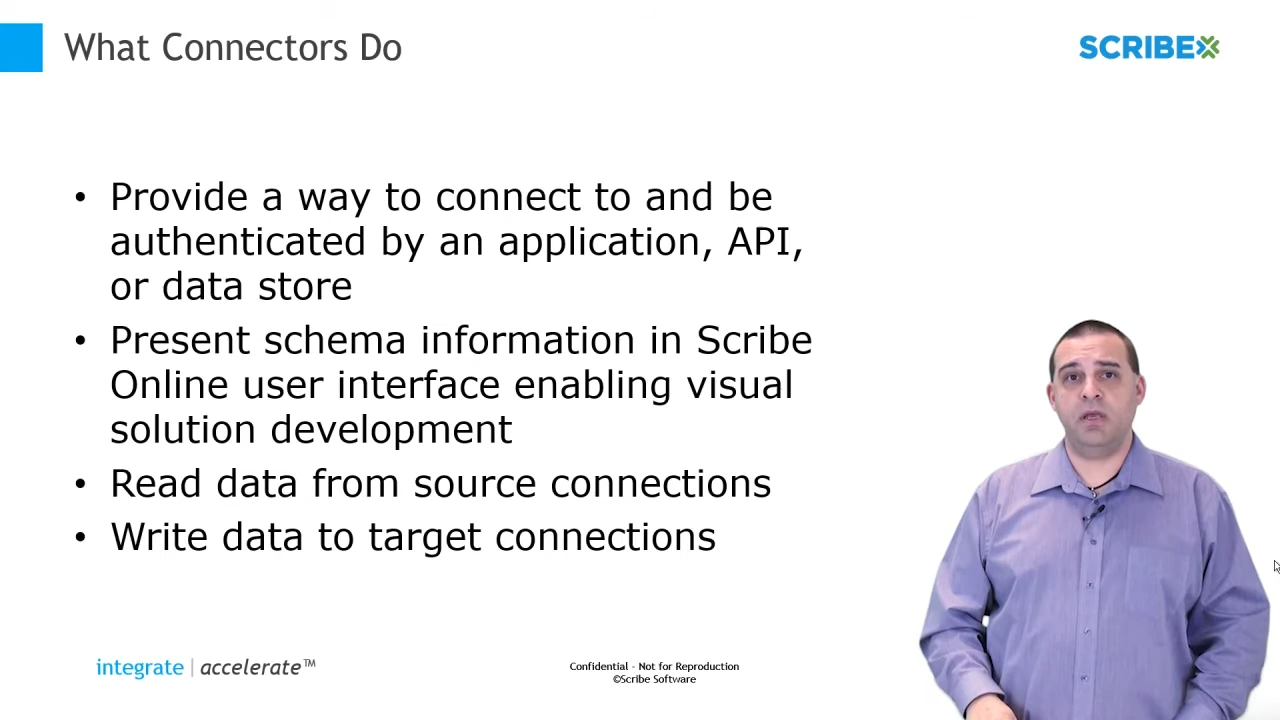 What Connectors Do
SCRIBE
• Provide a way to connect to and be
authenticated by an application, API,
or data store
• Present schema information in Scribe
Online user interface enabling visual
solution development
• Read data from source connections
• Write data to target connections
integrate | accelerate™
Confidential - Not for Reproduction
©Scribe Software